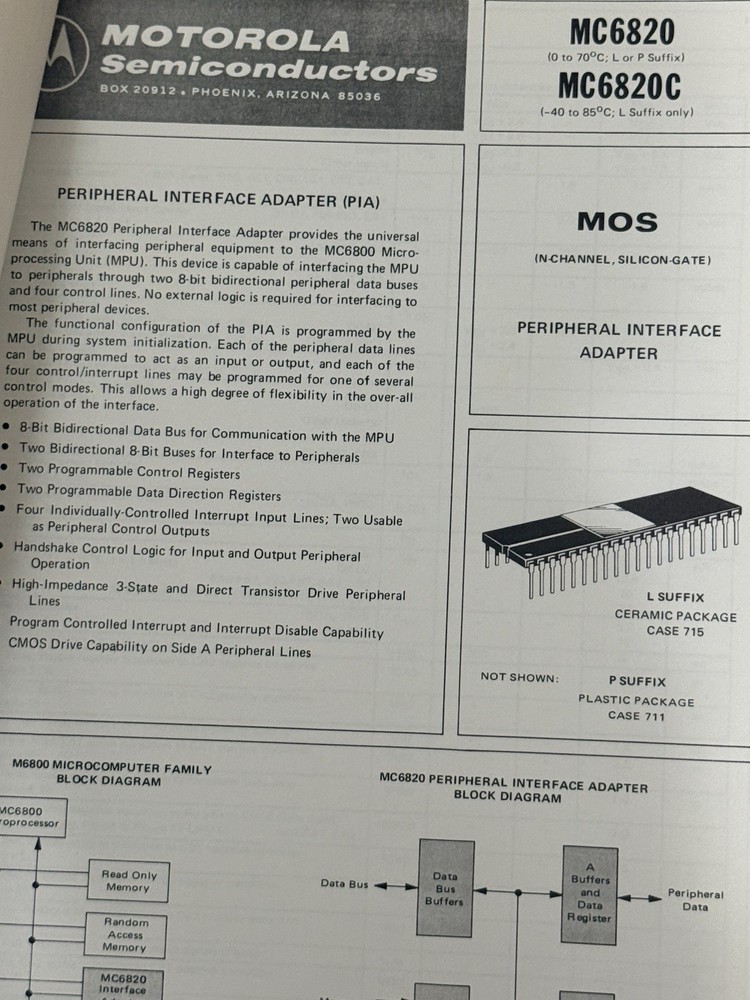 MOTOROLA
Semiconductors
BOX 20912 • PHOENIX, ARIZONA 85036
MC6820
(0 to 70ºC; L or P Suffix)
MC6820C
(–40 to 85ºC; L Suffix only)
PERIPHERAL INTERFACE ADAPTER (PIA)
The MC6820 Peripheral Interface Adapter provides the universal
means of interfacing peripheral equipment to the MC6800 Micro-
processing Unit (MPU). This device is capable of interfacing the MPU
to peripherals through two 8-bit bidirectional peripheral data buses
and four control lines. No external logic is required for interfacing to
most peripheral devices.
The functional configuration of the PIA is programmed by the
MPU during system initialization. Each of the peripheral data lines
can be programmed to act as an input or output, and each of the
four control/interrupt lines may be programmed for one of several
control modes. This allows a high degree of flexibility in the over-all
operation of the interface.
• 8-Bit Bidirectional Data Bus for Communication with the MPU
• Two Bidirectional 8-Bit Buses for Interface to Peripherals
• Two Programmable Control Registers
• Two Programmable Data Direction Registers
• Four Individually-Controlled Interrupt Input Lines; Two Usable
as Peripheral Control Outputs
• Handshake Control Logic for Input and Output Peripheral
Operation
• High-Impedance 3-State and Direct Transistor Drive Peripheral
Lines
Program Controlled Interrupt and Interrupt Disable Capability
CMOS Drive Capability on Side A Peripheral Lines
MOS
(N-CHANNEL, SILICON-GATE)
PERIPHERAL INTERFACE
ADAPTER
L SUFFIX
CERAMIC PACKAGE
CASE 715
NOT SHOWN: P SUFFIX
PLASTIC PACKAGE
CASE 711
M6800 MICROCOMPUTER FAMILY
BLOCK DIAGRAM
MC6800
Read Only
Memory
Random
Access
Memory
MC6820
Interface
MC6820 PERIPHERAL INTERFACE ADAPTER
BLOCK DIAGRAM
Data Bus
Data
Bus
Buffers
A
Buffers
and
Data
Register
Peripheral
Data